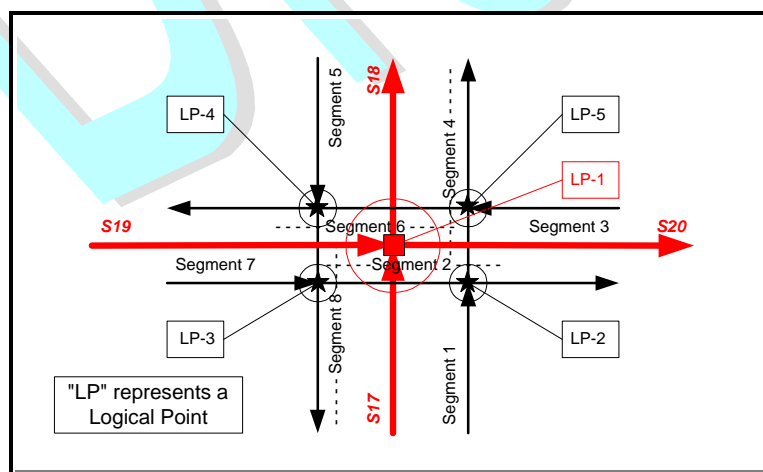 Segment 5
S18
Segment 4
LP-4
LP-5
LP-1
S19
Segment 6
Segment 3
S20
Segment 7
Segment 2
LP-3
Segment 8
S17
Segment 1
LP-2
"LP" represents a
Logical Point